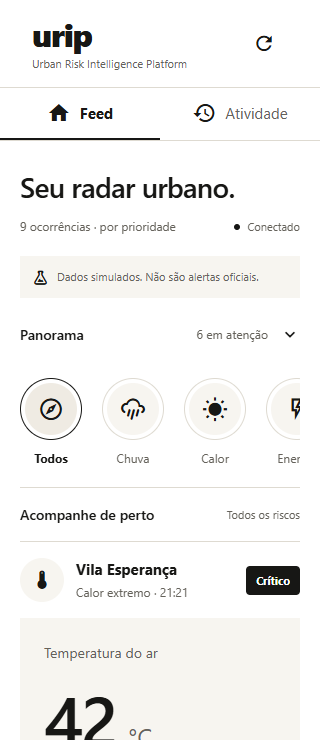 urip
Urban Risk Intelligence Platform
Feed
Atividade
Seu radar urbano.
9 ocorrências · por prioridade
Conectado
Dados simulados. Não são alertas oficiais.
Panorama
6 em atenção
Todos
Chuva
Calor
Ener
Acompanhe de perto
Todos os riscos
Vila Esperança
Calor extremo · 21:21
Crítico
Temperatura do ar
42 °C